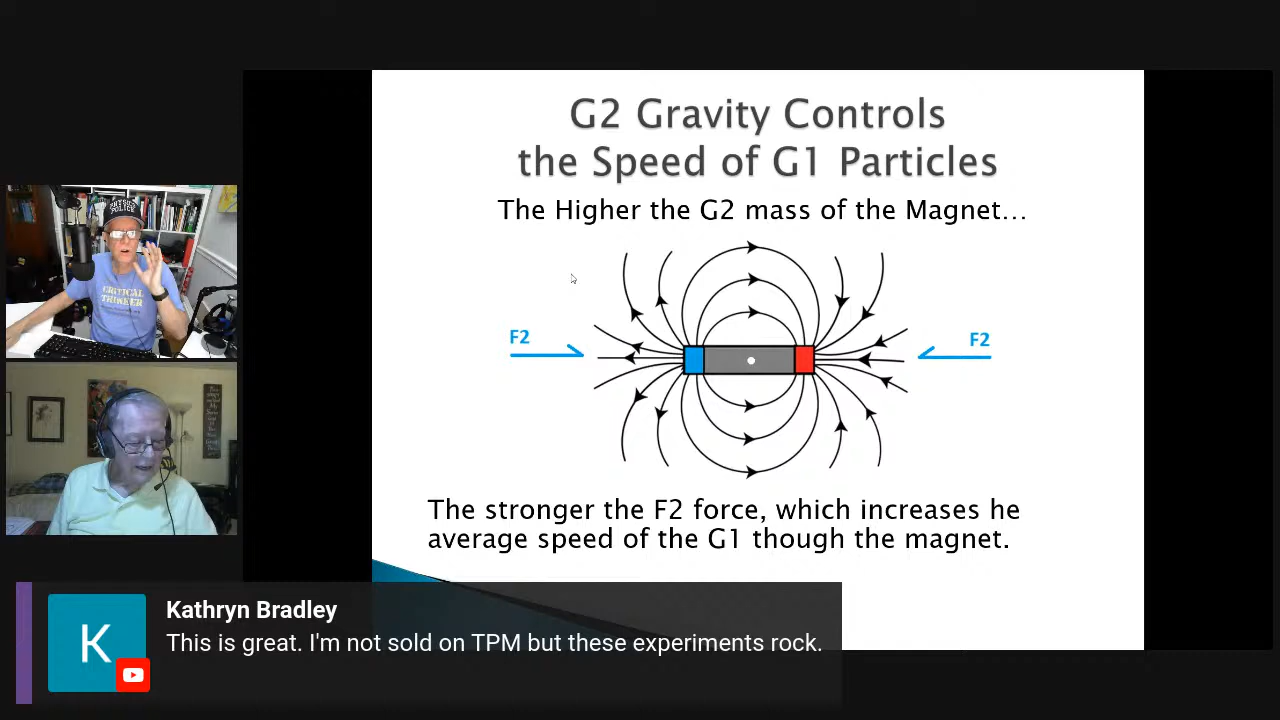 G2 Gravity Controls
the Speed of G1 Particles
The Higher the G2 mass of the Magnet...
F2
F2
The stronger the F2 force, which increases he
average speed of the G1 though the magnet.
PHYSICS
POLICE
CRITICAL
THINKER
K
Kathryn Bradley
This is great. I'm not sold on TPM but these experiments rock.